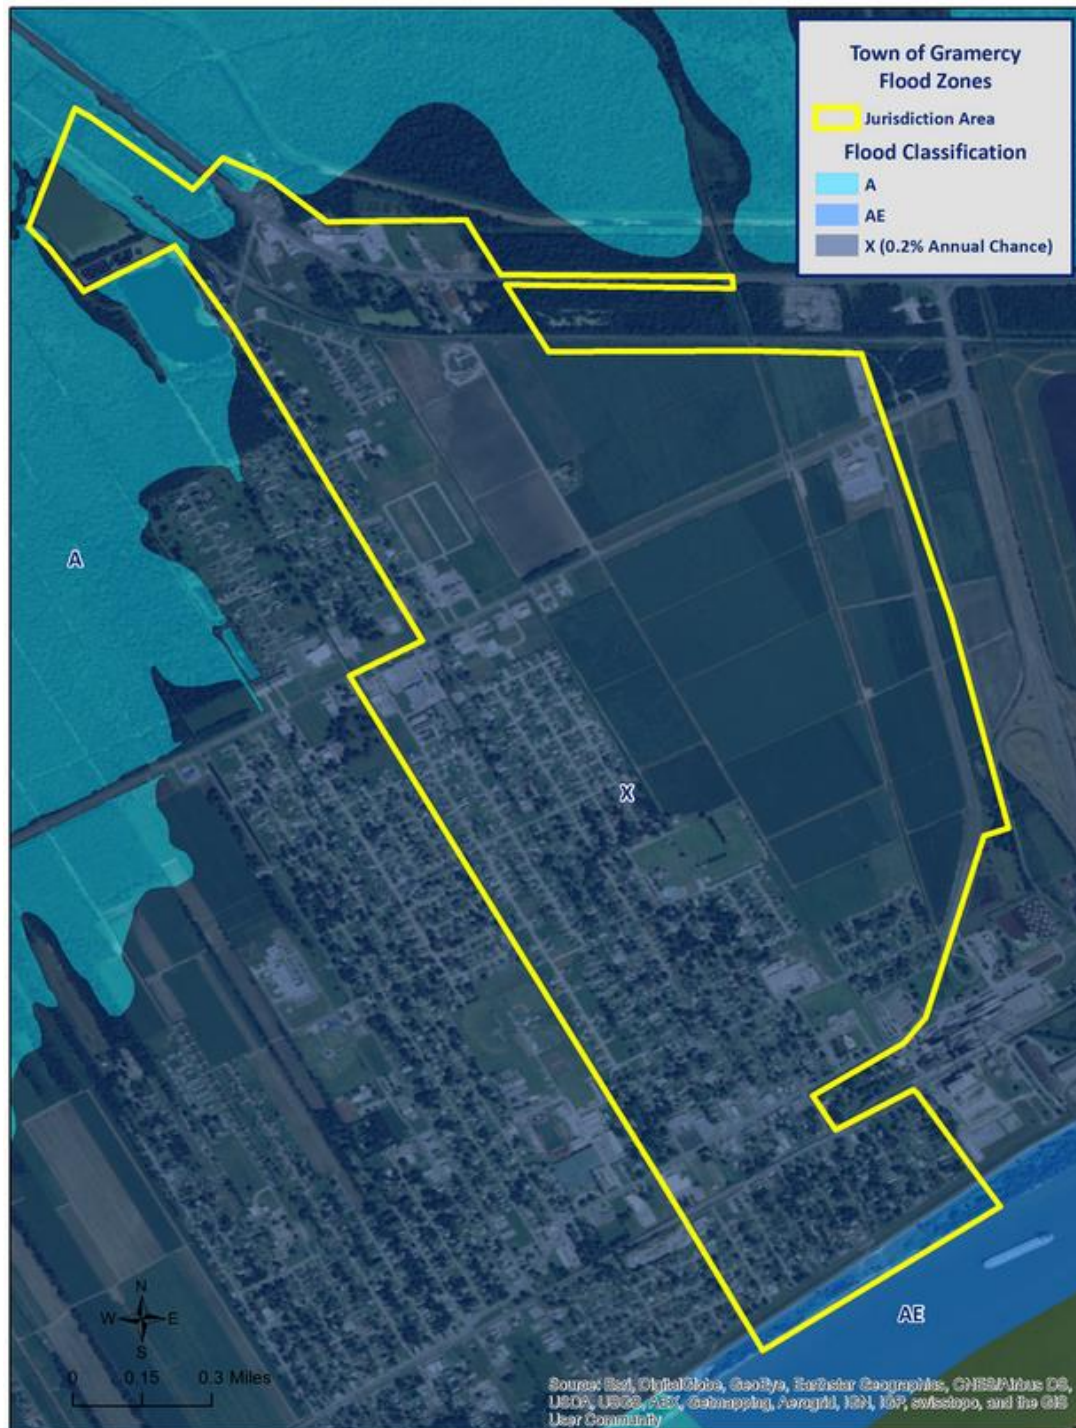 Town of Gramercy
Flood Zones
Jurisdiction Area
Flood Classification
A
AE
X (0.2% Annual Chance)
A
X
AE
N
W E
S
0 0.15 0.3 Miles
Source: Esri, DigitalGlobe, GeoEye, Earthstar Geographics, CNES/Airbus DS,
USDA, USGS, AEX, Getmapping, Aerogrid, IGN, IGP, swisstopo, and the GIS
User Community